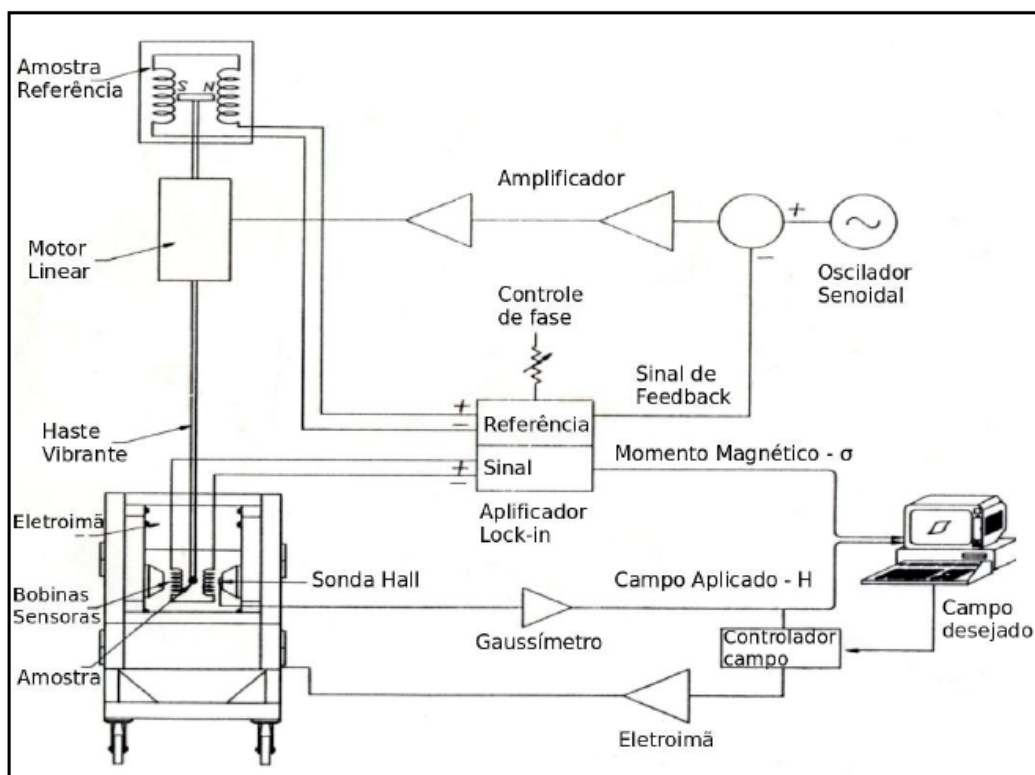 Amostra
Referência
S N
Amplificador
+
−
Motor
Linear
Oscilador
Senoidal
Controle
de fase
Sinal de
Feedback
+
−
Referência
Haste
Vibrante
+
−
Sinal
Momento Magnético - σ
Aplificador
Lock-in
Eletroimã
Sonda Hall
Campo Aplicado - H
Bobinas
Sensoras
Gaussímetro
Controlador
campo
Campo
desejado
Amostra
Eletroimã